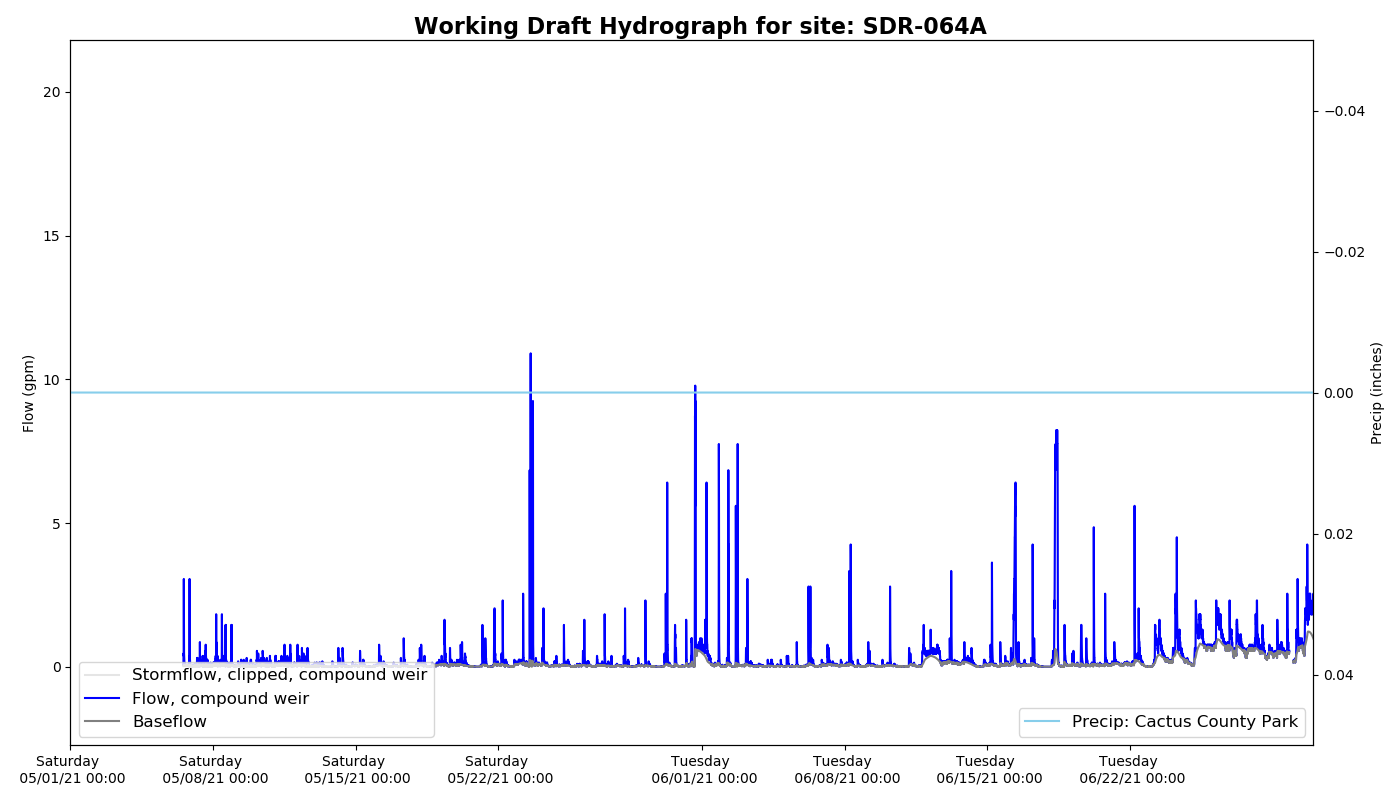 Working Draft Hydrograph for site: SDR-064A
20
15
10
5
0
Flow (gpm)
−0.04
−0.02
0.00
0.02
0.04
Precip (inches)
Stormflow, clipped, compound weir
Flow, compound weir
Baseflow
Precip: Cactus County Park
Saturday
05/01/21 00:00
Saturday
05/08/21 00:00
Saturday
05/15/21 00:00
Saturday
05/22/21 00:00
Tuesday
06/01/21 00:00
Tuesday
06/08/21 00:00
Tuesday
06/15/21 00:00
Tuesday
06/22/21 00:00